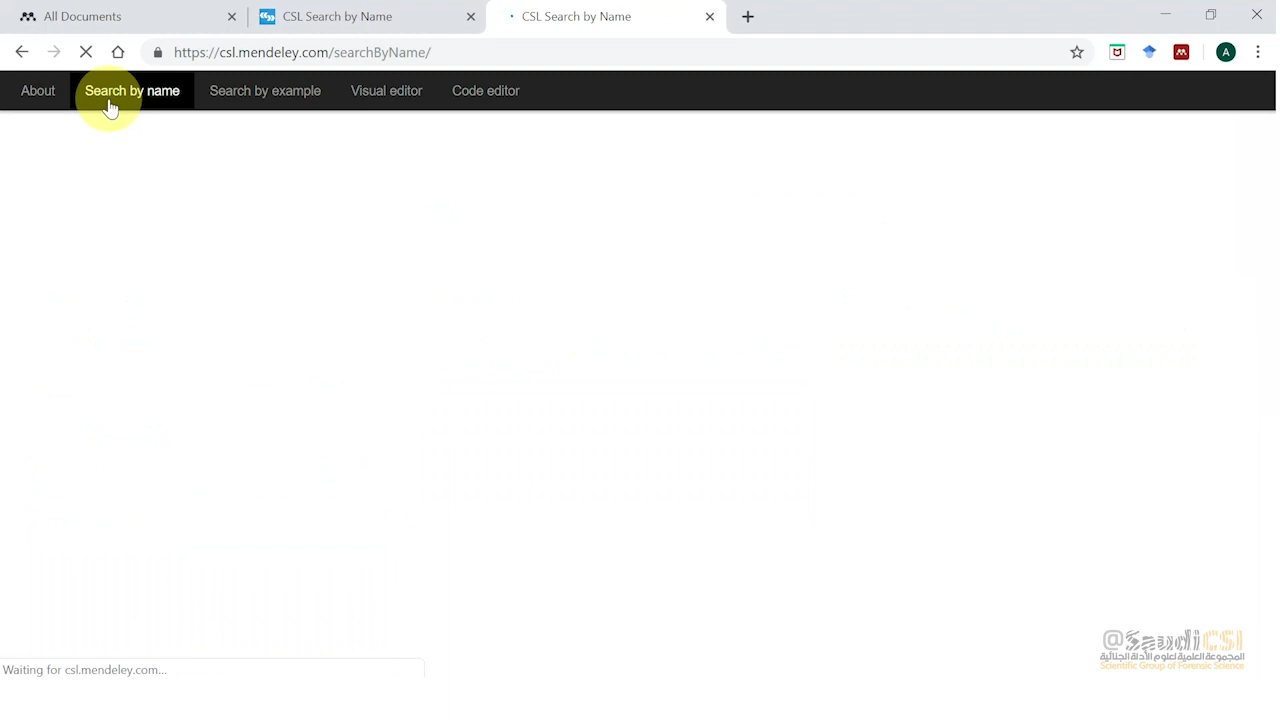 All Documents
CSL Search by Name
CSL Search by Name
https://csl.mendeley.com/searchByName/
A
About
Search by name
Search by example
Visual editor
Code editor
@SaudiCSI
المجموعة العلمية لعلوم الأدلة الجنائية
Scientific Group of Forensic Science
Waiting for csl.mendeley.com...